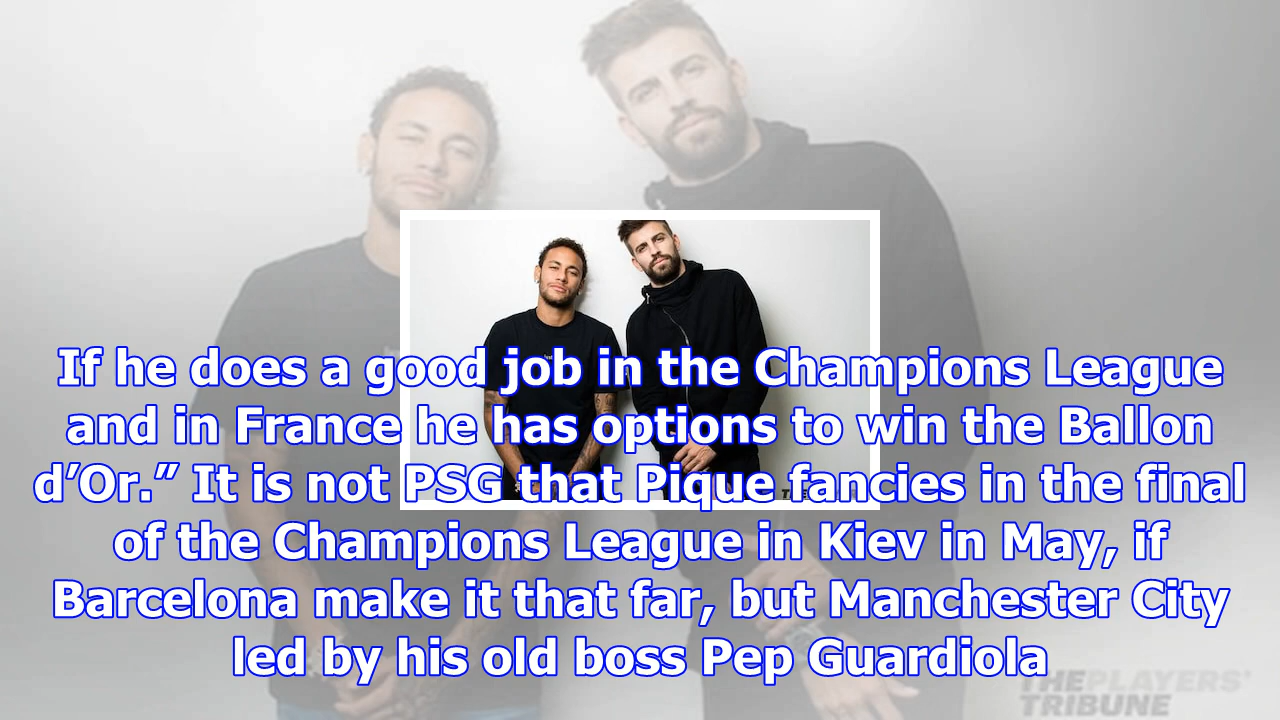 If he does a good job in the Champions League
and in France he has options to win the Ballon
d’Or.” It is not PSG that Pique fancies in the final
of the Champions League in Kiev in May, if
Barcelona make it that far, but Manchester City
led by his old boss Pep Guardiola
THEPLAYERS'
TRIBUNE